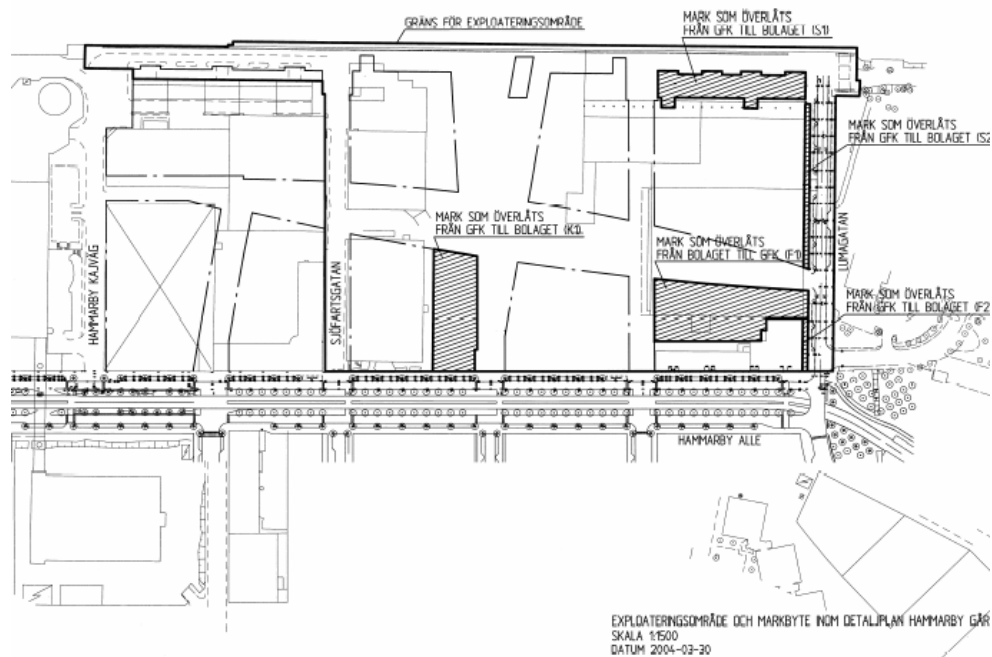 GRÄNS FÖR EXPLOATERINGSOMRÅDE
MARK SOM ÖVERLÅTS
FRÅN GFK TILL BOLAGET (S1)
MARK SOM ÖVERLÅTS
FRÅN GFK TILL BOLAGET (S2
MARK SOM ÖVERLÅTS
FRÅN GFK TILL BOLAGET (K1)
MARK SOM ÖVERLÅTS
FRÅN BOLAGET TILL GFK (F1)
MARK SOM ÖVERLÅTS
FRÅN GFK TILL BOLAGET (F2
HAMMARBY KAJVÄG
SJÖFARTSGATAN
LUMAGATAN
HAMMARBY ALLE
EXPLOATERINGSOMRÅDE OCH MARKBYTE INOM DETALJPLAN HAMMARBY GÅR
SKALA 1:1500
DATUM 2004-03-30